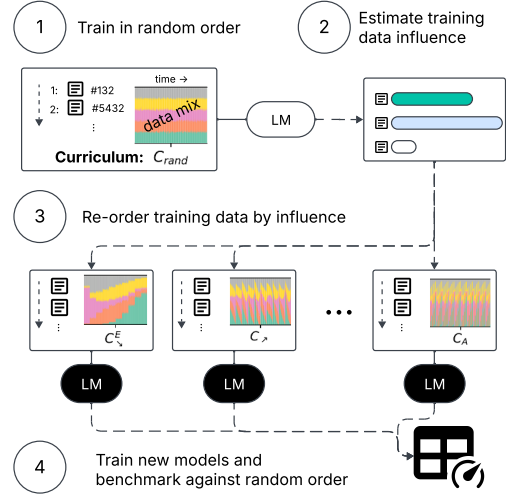 1
Train in random order
2
Estimate training
data influence
time →
1: #132
2: #5432
⋮
data mix
Curriculum: C_rand
LM
3
Re-order training data by influence
⋮
C^E_↘
⋮
C_↗
...
⋮
C_A
LM
LM
LM
4
Train new models and
benchmark against random order